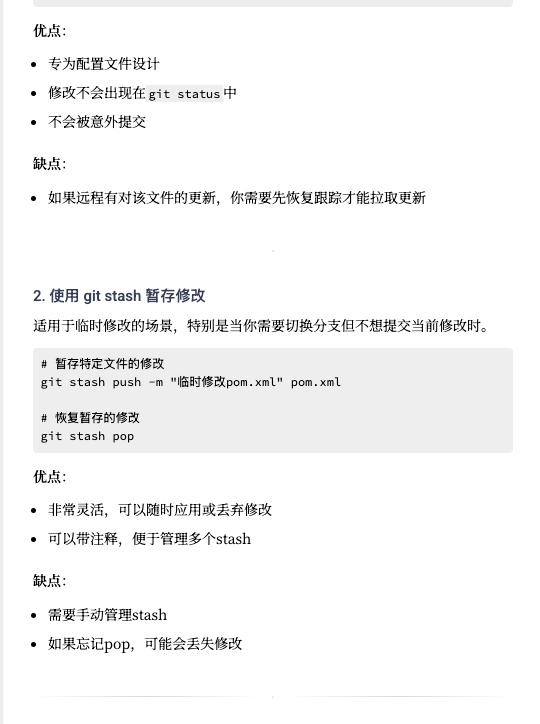 优点:
专为配置文件设计
修改不会出现在git status中
不会被意外提交
缺点:
如果远程有对该文件的更新，你需要先恢复跟踪才能拉取更新
2. 使用 git stash 暂存修改
适用于临时修改的场景，特别是当你需要切换分支但不想提交当前修改时。
# 暂存特定文件的修改
git stash push -m "临时修改pom.xml" pom.xml
# 恢复暂存的修改
git stash pop
优点:
非常灵活，可以随时应用或丢弃修改
可以带注释，便于管理多个stash
缺点:
需要手动管理stash
如果忘记pop，可能会丢失修改